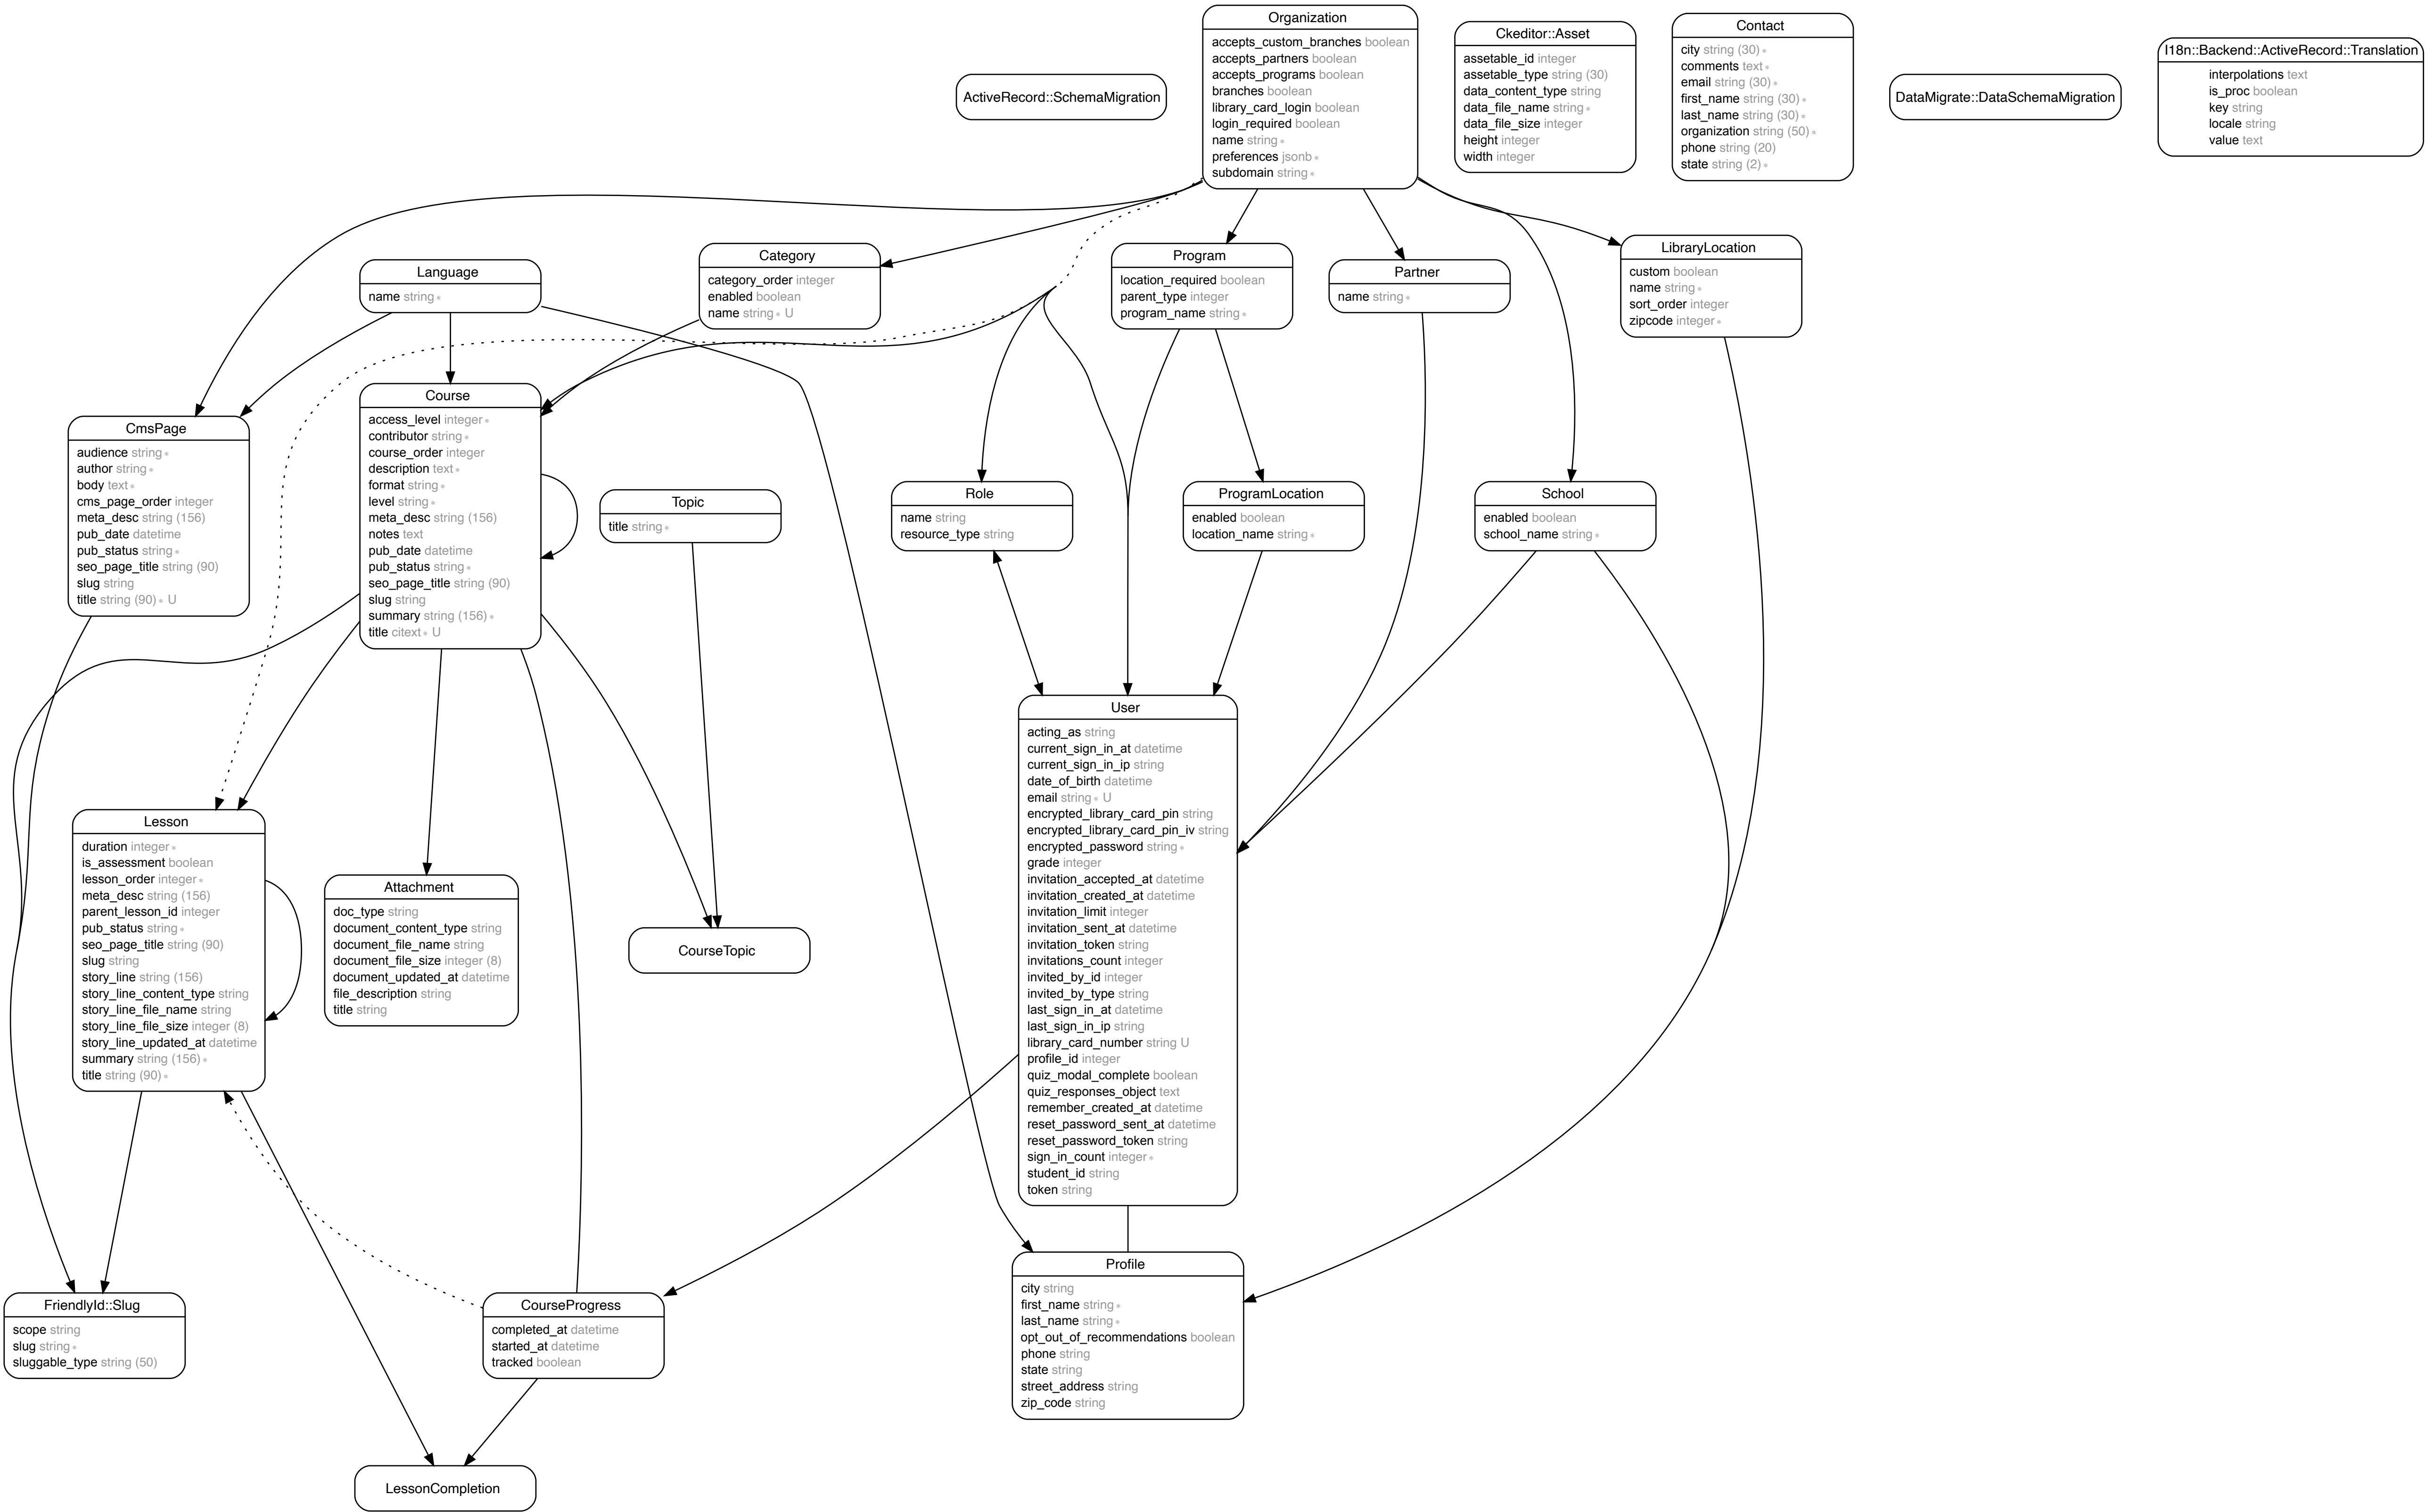 Organization
accepts_custom_branches boolean
accepts_partners boolean
accepts_programs boolean
branches boolean
library_card_login boolean
login_required boolean
name string ∗
preferences jsonb ∗
subdomain string ∗
Ckeditor::Asset
assetable_id integer
assetable_type string (30)
data_content_type string
data_file_name string ∗
data_file_size integer
height integer
width integer
Contact
city string (30) ∗
comments text ∗
email string (30) ∗
first_name string (30) ∗
last_name string (30) ∗
organization string (50) ∗
phone string (20)
state string (2) ∗
I18n::Backend::ActiveRecord::Translation
interpolations text
is_proc boolean
key string
locale string
value text
ActiveRecord::SchemaMigration
DataMigrate::DataSchemaMigration
Language
name string ∗
Category
category_order integer
enabled boolean
name string ∗ U
Program
location_required boolean
parent_type integer
program_name string ∗
Partner
name string ∗
LibraryLocation
custom boolean
name string ∗
sort_order integer
zipcode integer ∗
CmsPage
audience string ∗
author string ∗
body text ∗
cms_page_order integer
meta_desc string (156)
pub_date datetime
pub_status string ∗
seo_page_title string (90)
slug string
title string (90) ∗ U
Course
access_level integer ∗
contributor string ∗
course_order integer
description text ∗
format string ∗
level string ∗
meta_desc string (156)
notes text
pub_date datetime
pub_status string ∗
seo_page_title string (90)
slug string
summary string (156) ∗
title citext ∗ U
Topic
title string ∗
Role
name string
resource_type string
ProgramLocation
enabled boolean
location_name string ∗
School
enabled boolean
school_name string ∗
User
acting_as string
current_sign_in_at datetime
current_sign_in_ip string
date_of_birth datetime
email string ∗ U
encrypted_library_card_pin string
encrypted_library_card_pin_iv string
encrypted_password string ∗
grade integer
invitation_accepted_at datetime
invitation_created_at datetime
invitation_limit integer
invitation_sent_at datetime
invitation_token string
invitations_count integer
invited_by_id integer
invited_by_type string
last_sign_in_at datetime
last_sign_in_ip string
library_card_number string U
profile_id integer
quiz_modal_complete boolean
quiz_responses_object text
remember_created_at datetime
reset_password_sent_at datetime
reset_password_token string
sign_in_count integer ∗
student_id string
token string
Lesson
duration integer ∗
is_assessment boolean
lesson_order integer ∗
meta_desc string (156)
parent_lesson_id integer
pub_status string ∗
seo_page_title string (90)
slug string
story_line string (156)
story_line_content_type string
story_line_file_name string
story_line_file_size integer (8)
story_line_updated_at datetime
summary string (156) ∗
title string (90) ∗
Attachment
doc_type string
document_content_type string
document_file_name string
document_file_size integer (8)
document_updated_at datetime
file_description string
title string
CourseTopic
FriendlyId::Slug
scope string
slug string ∗
sluggable_type string (50)
CourseProgress
completed_at datetime
started_at datetime
tracked boolean
Profile
city string
first_name string ∗
last_name string ∗
opt_out_of_recommendations boolean
phone string
state string
street_address string
zip_code string
LessonCompletion